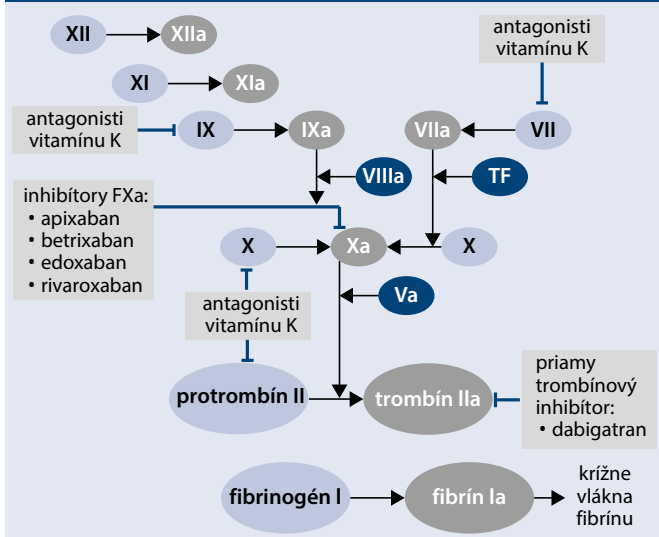 XII
XIIa
antagonisti
vitamínu K
XI
XIa
antagonisti
vitamínu K
IX
IXa
VIIa
VII
VIIIa
TF
inhibítory FXa:
• apixaban
• betrixaban
• edoxaban
• rivaroxaban
X
Xa
X
antagonisti
vitamínu K
Va
protrombín II
trombín IIa
priamy
trombínový
inhibítor:
• dabigatran
fibrinogén I
fibrín Ia
krížne
vlákna
fibrínu